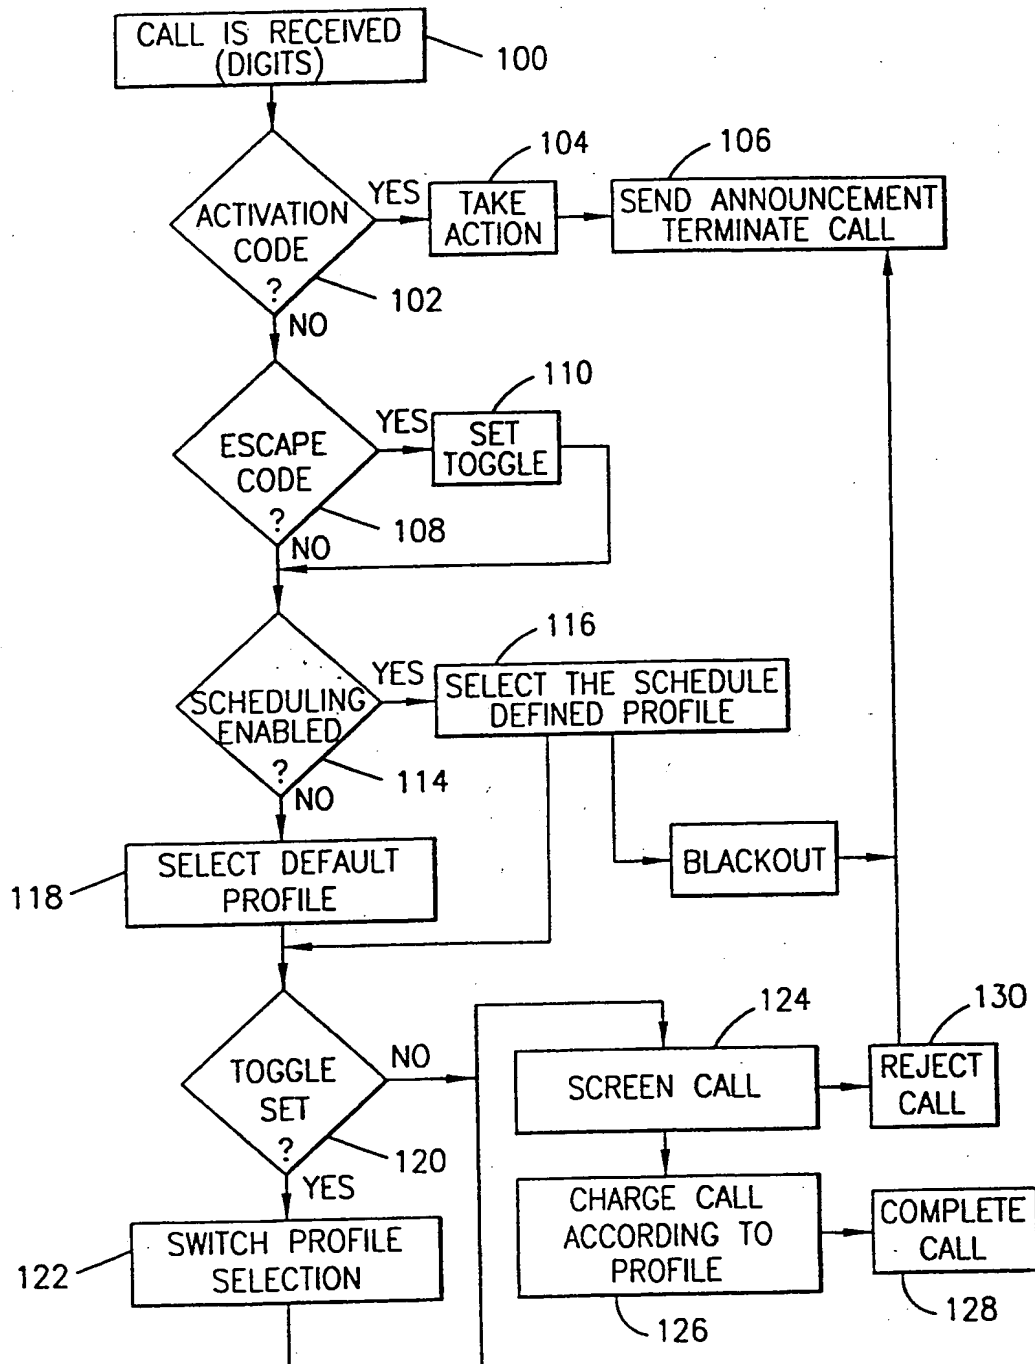 CALL IS RECEIVED
(DIGITS)
100
ACTIVATION
CODE
?
102
YES
NO
104
TAKE
ACTION
106
SEND ANNOUNCEMENT
TERMINATE CALL
ESCAPE
CODE
?
108
YES
NO
110
SET
TOGGLE
SCHEDULING
ENABLED
?
114
YES
NO
116
SELECT THE SCHEDULE
DEFINED PROFILE
BLACKOUT
118
SELECT DEFAULT
PROFILE
TOGGLE
SET
?
120
NO
YES
124
SCREEN CALL
130
REJECT
CALL
122
SWITCH PROFILE
SELECTION
CHARGE CALL
ACCORDING TO
PROFILE
126
COMPLETE
CALL
128